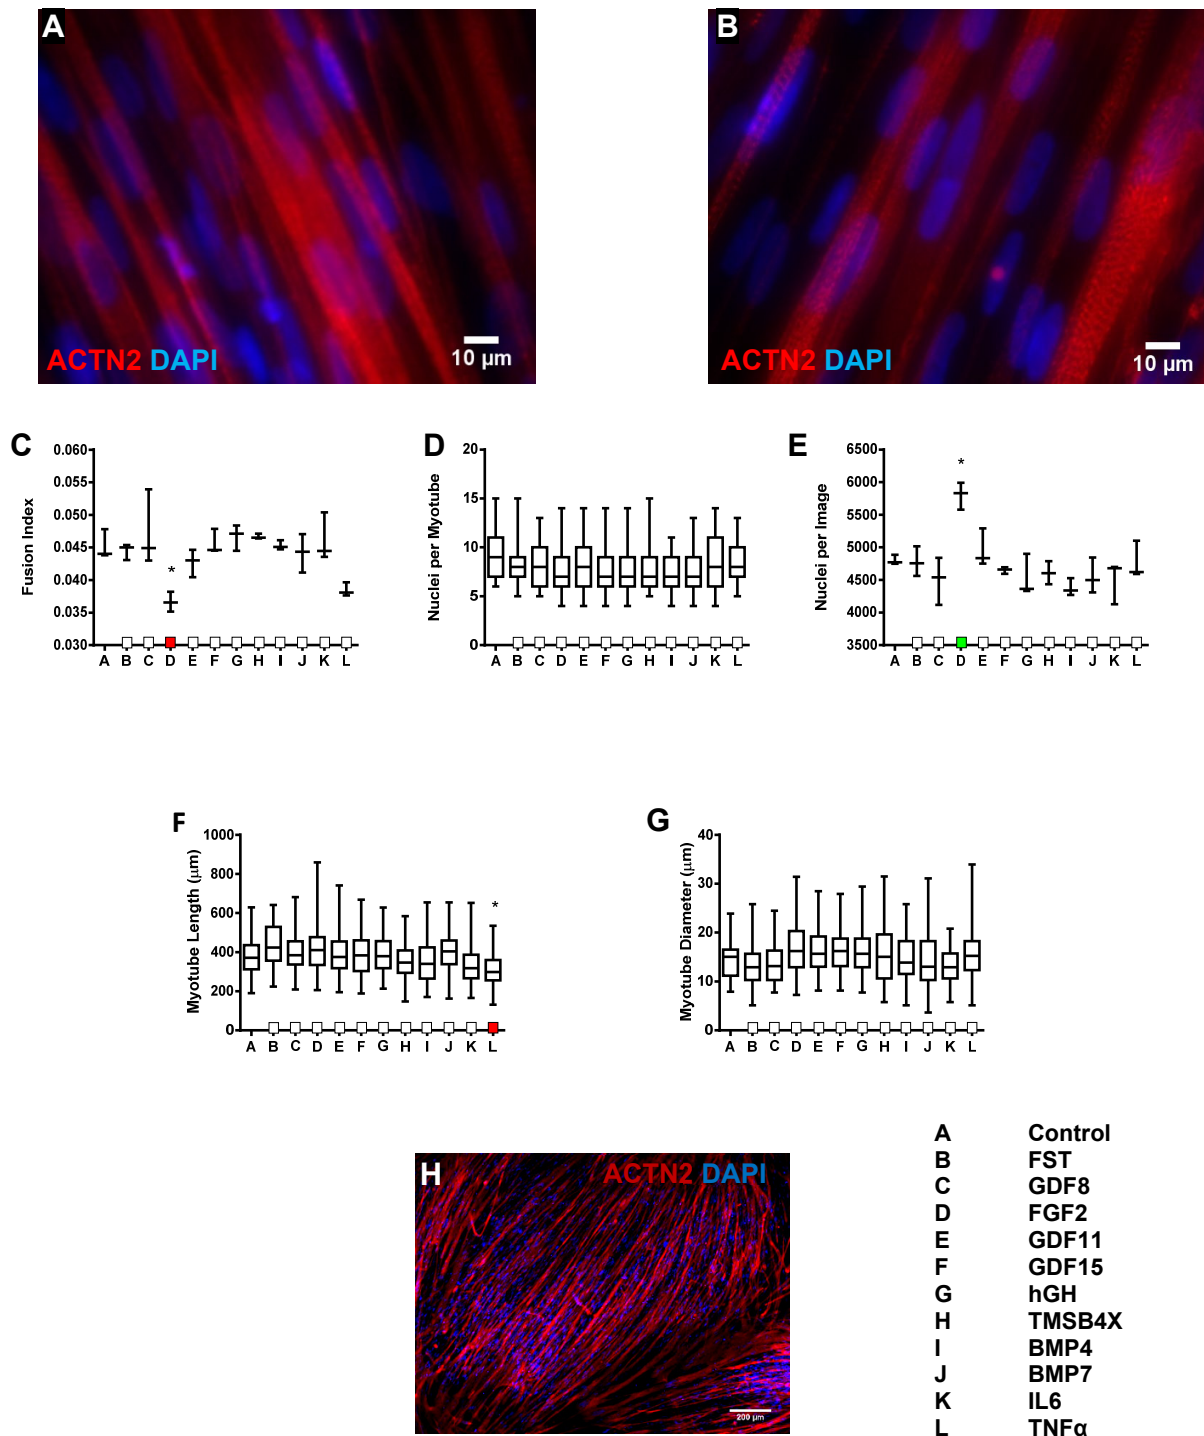 A
B
ACTN2 DAPI
10 µm
ACTN2 DAPI
10 µm
C
Fusion Index
0.060
0.055
0.050
0.045
0.040
0.035
0.030
*
A B C D E F G H I J K L
D
Nuclei per Myotube
20
15
10
5
0
A B C D E F G H I J K L
E
Nuclei per Image
6500
6000
5500
5000
4500
4000
3500
*
A B C D E F G H I J K L
F
Myotube Length (µm)
1000
800
600
400
200
0
*
A B C D E F G H I J K L
G
Myotube Diameter (µm)
40
30
20
10
0
A B C D E F G H I J K L
H
ACTN2 DAPI
200 µm
A Control
B FST
C GDF8
D FGF2
E GDF11
F GDF15
G hGH
H TMSB4X
I BMP4
J BMP7
K IL6
L TNFα